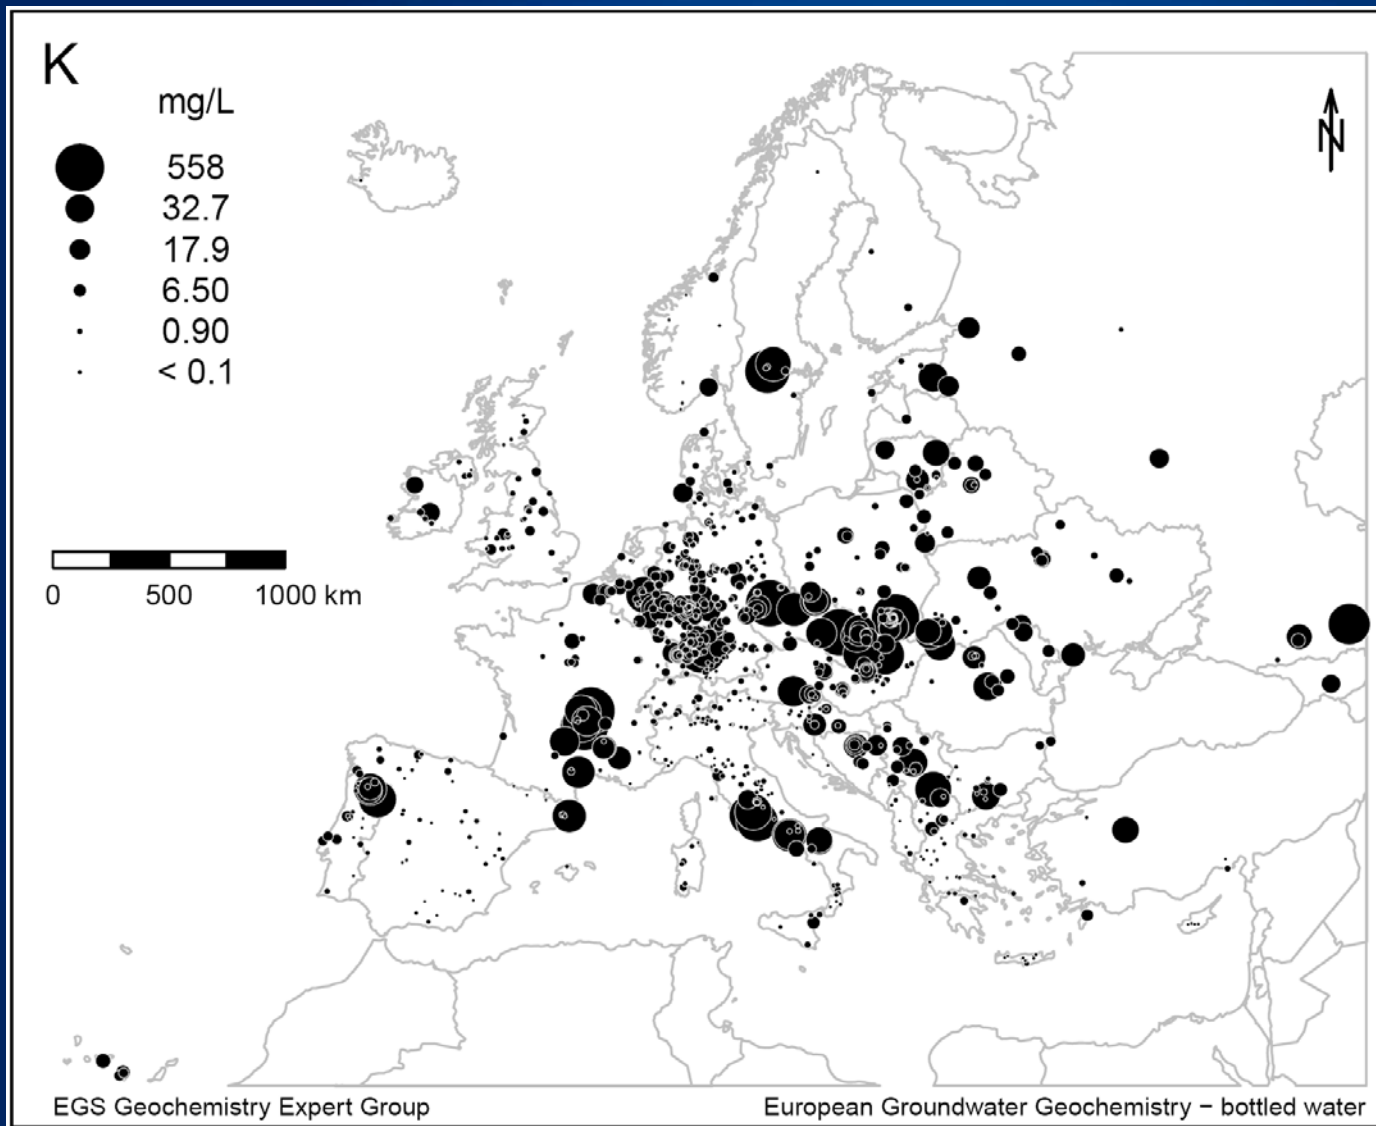 K
mg/L
558
32.7
17.9
6.50
0.90
< 0.1
N
0 500 1000 km
EGS Geochemistry Expert Group
European Groundwater Geochemistry − bottled water